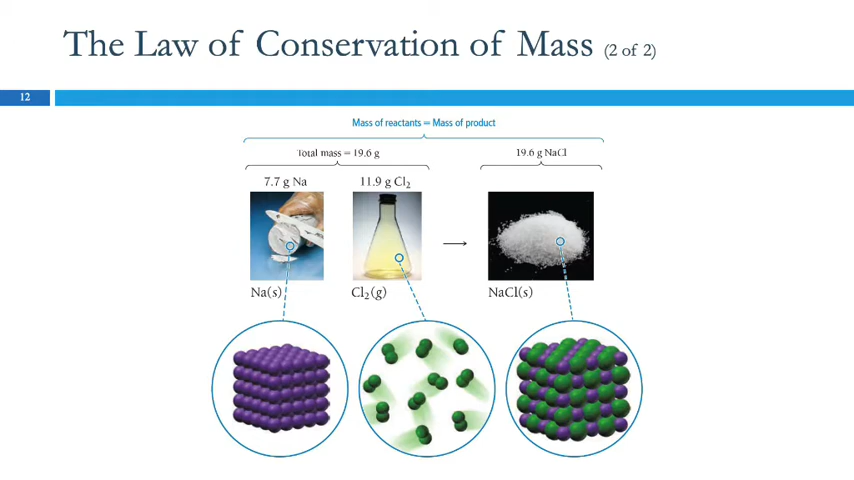 The Law of Conservation of Mass (2 of 2)
12
Mass of reactants = Mass of product
Total mass = 19.6 g
19.6 g NaCl
7.7 g Na
11.9 g Cl₂
Na(s)
Cl₂(g)
NaCl(s)